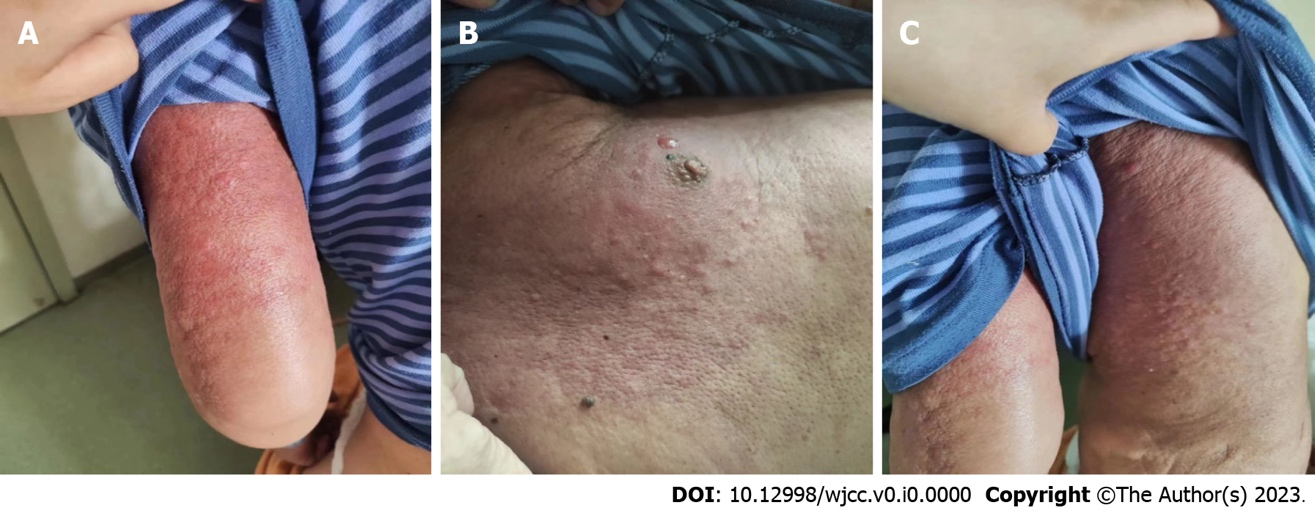 A
B
C
DOI: 10.12998/wjcc.v0.i0.0000 Copyright ©The Author(s) 2023.